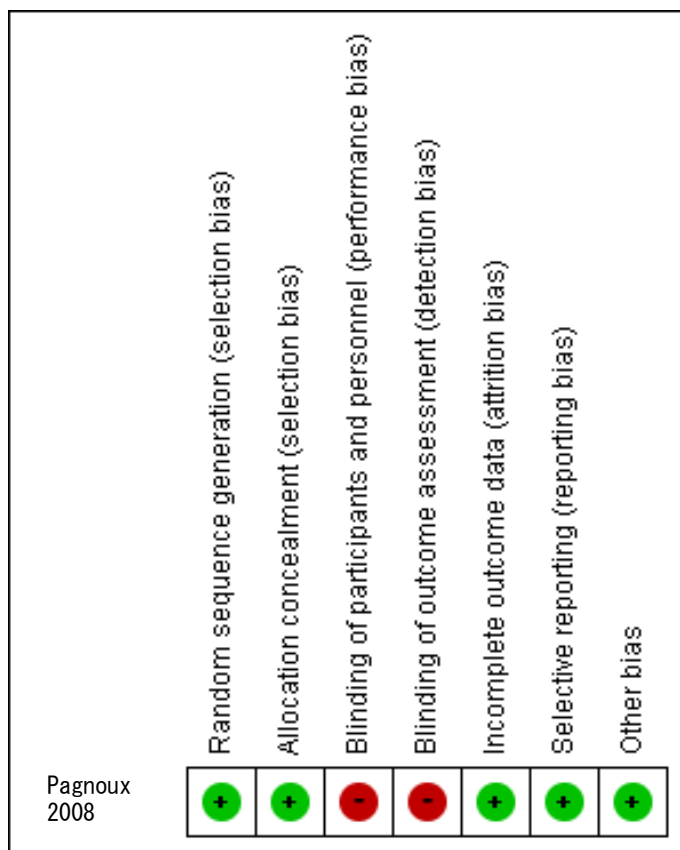 Random sequence generation (selection bias)
Allocation concealment (selection bias)
Blinding of participants and personnel (performance bias)
Blinding of outcome assessment (detection bias)
Incomplete outcome data (attrition bias)
Selective reporting (reporting bias)
Other bias
Pagnoux
2008
+ + - - + + +